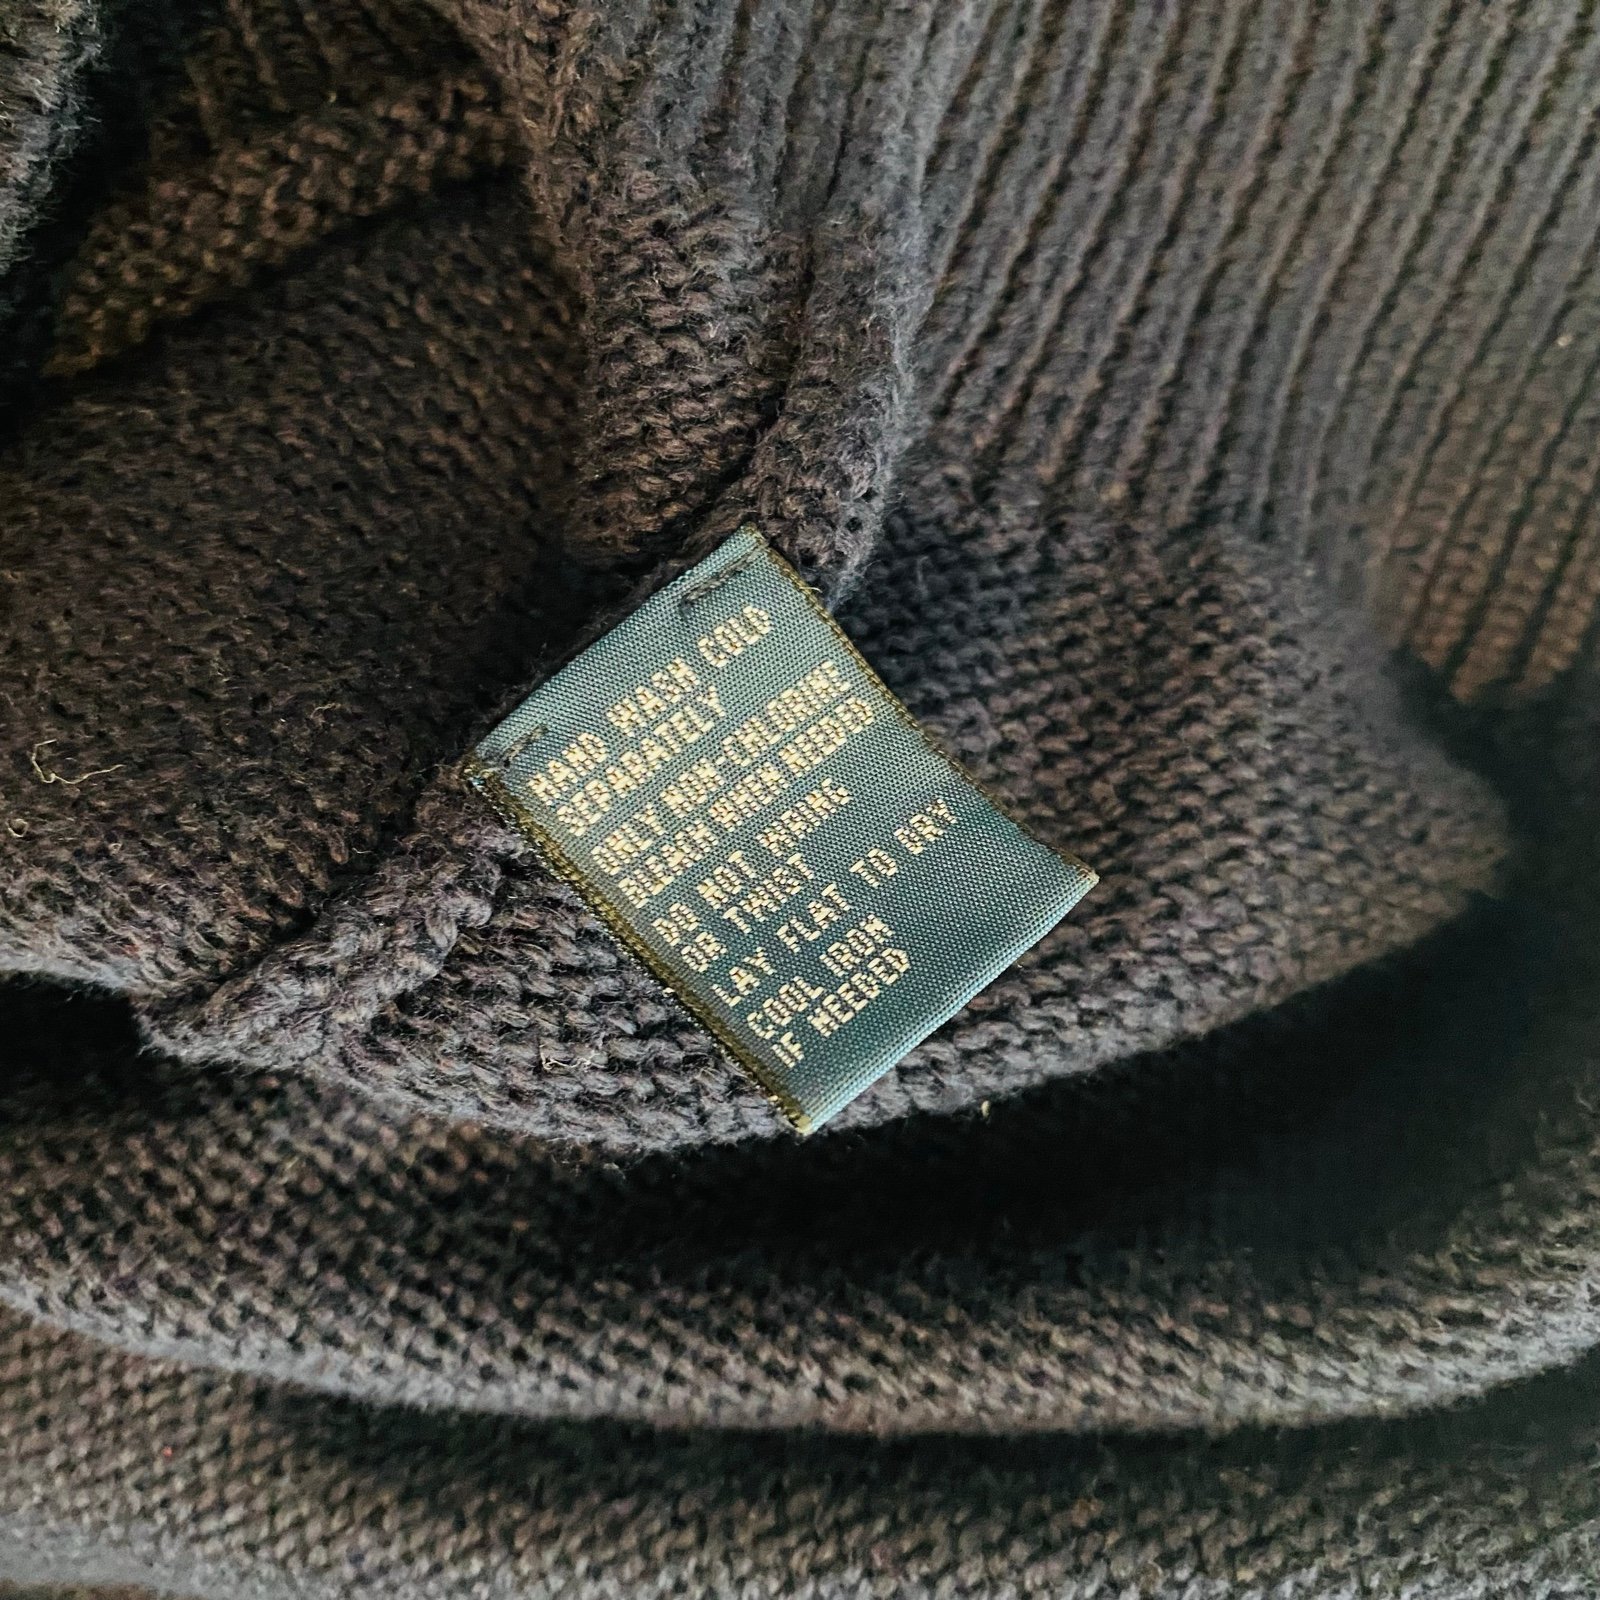 HAND WASH COLD
SEPARATELY
ONLY NON-CHLORINE
BLEACH WHEN NEEDED
DO NOT WRING
OR TWIST
LAY FLAT TO DRY
COOL IRON
IF NEEDED